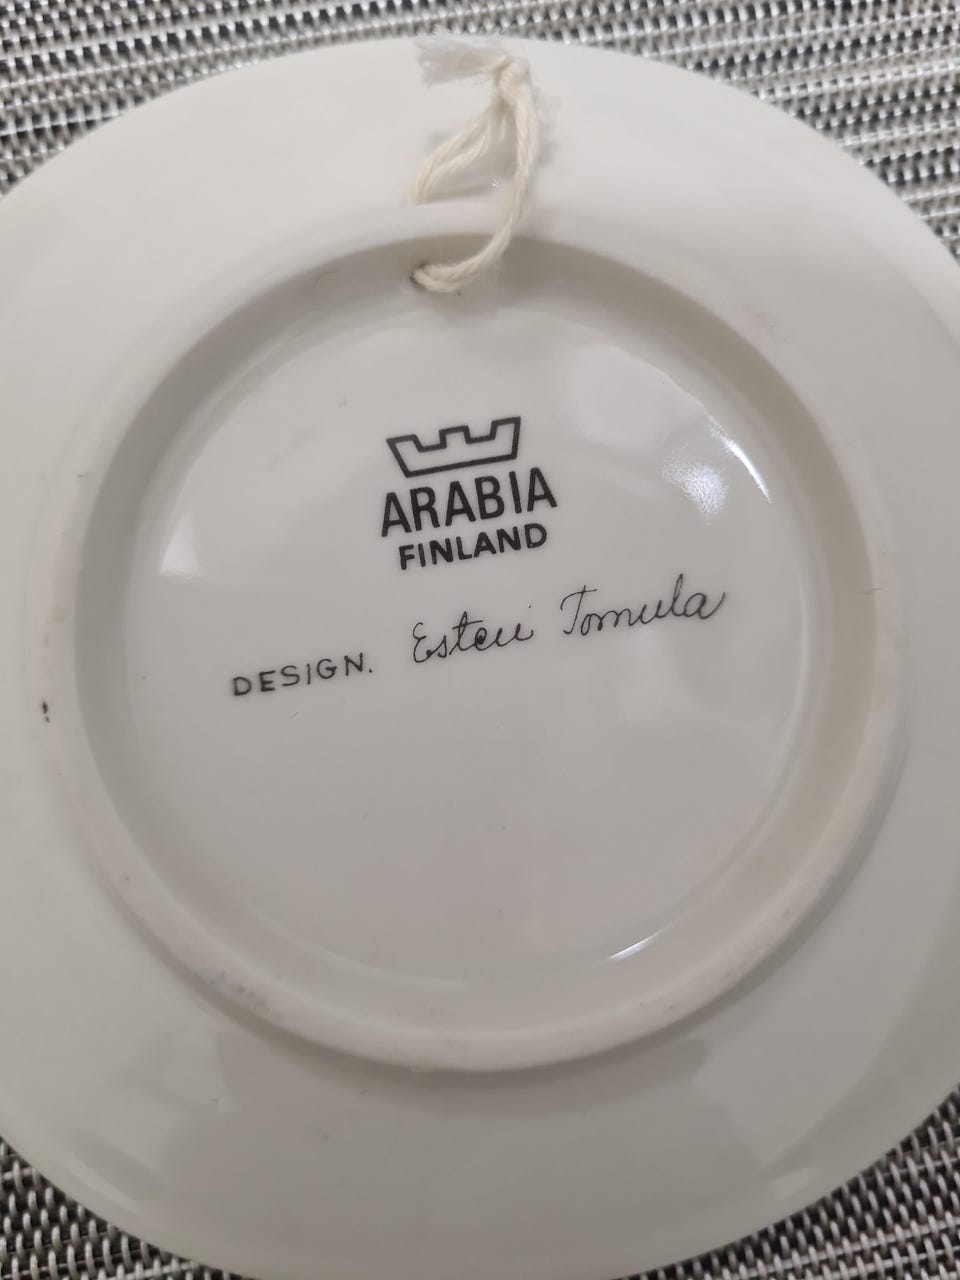 ARABIA
FINLAND
DESIGN. Esteri Tomula